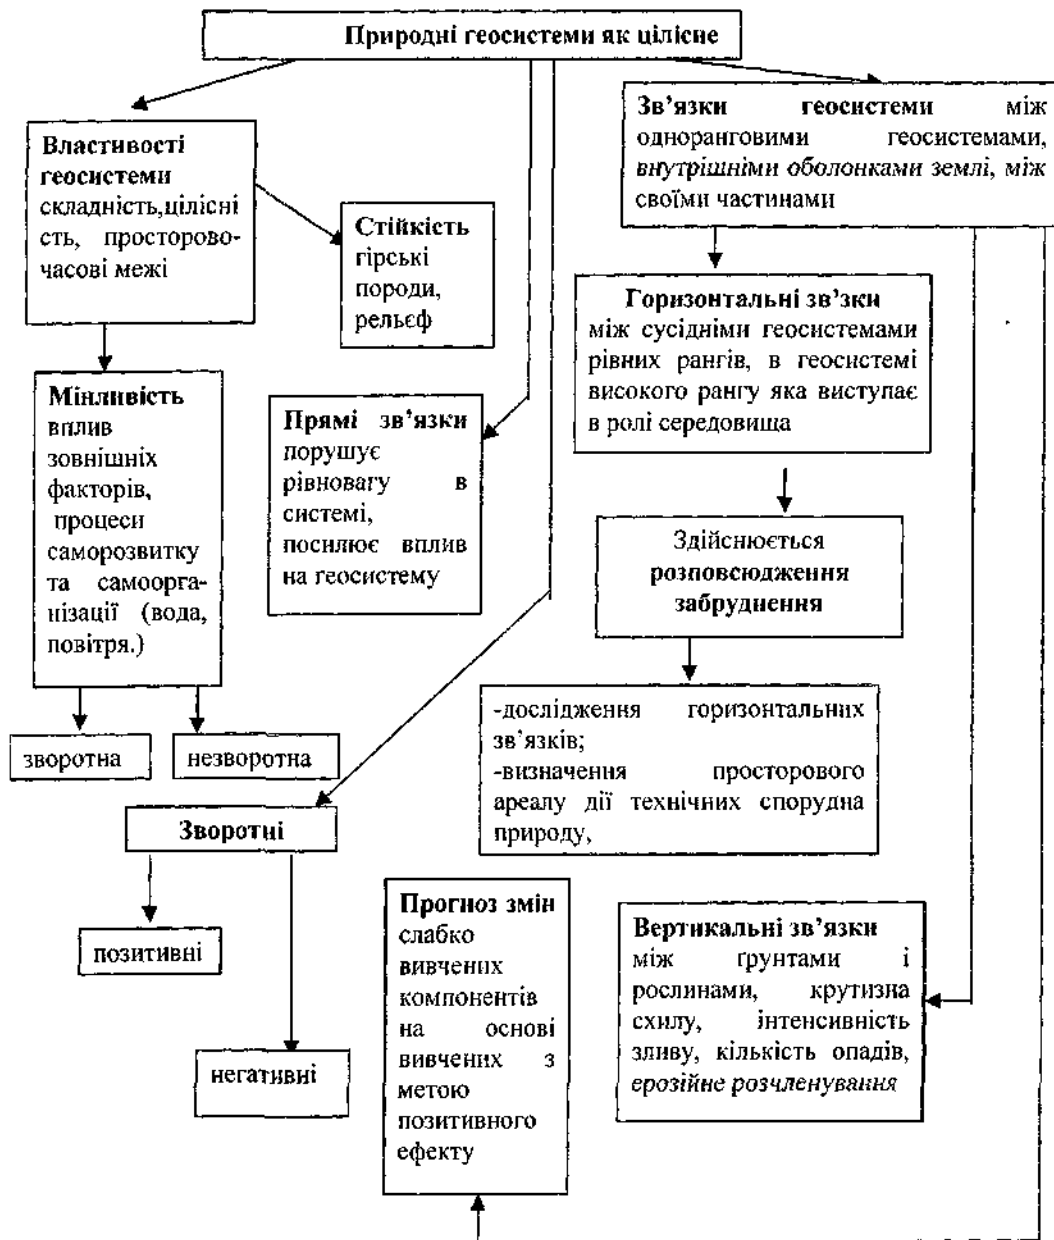 Природні геосистеми як цілісне
Властивості
геосистеми
складність,цілісні
сть, просторово-
часові межі
Стійкість
гірські
породи,
рельєф
Зв’язки геосистеми між
одноранговими геосистемами,
внутрішніми оболонками землі, між
своїми частинами
Горизонтальні зв’зки
між сусідніми геосистемами
рівних рангів, в геосистемі
високого рангу яка виступає
в ролі середовища
Мінливість
вплив
зовнішніх
факторів,
процеси
саморозвитку
та самоорга-
нізації (вода,
повітря.)
Прямі зв’язки
порушує
рівновагу в
системі,
посилює вплив
на геосистему
Здійснюється
розповсюдження
забруднення
зворотна
незворотна
-дослідження горизонтальних
зв’язків;
-визначення просторового
ареалу дії технічних спорудна
природу,
Зворотні
позитивні
негативні
Прогноз змін
слабко
вивчених
компонентів
на основі
вивчених з
метою
позитивного
ефекту
Вертикальні зв’язки
між ґрунтами і
рослинами, крутизна
схилу, інтенсивність
зливу, кількість опадів,
ерозійне розчленування